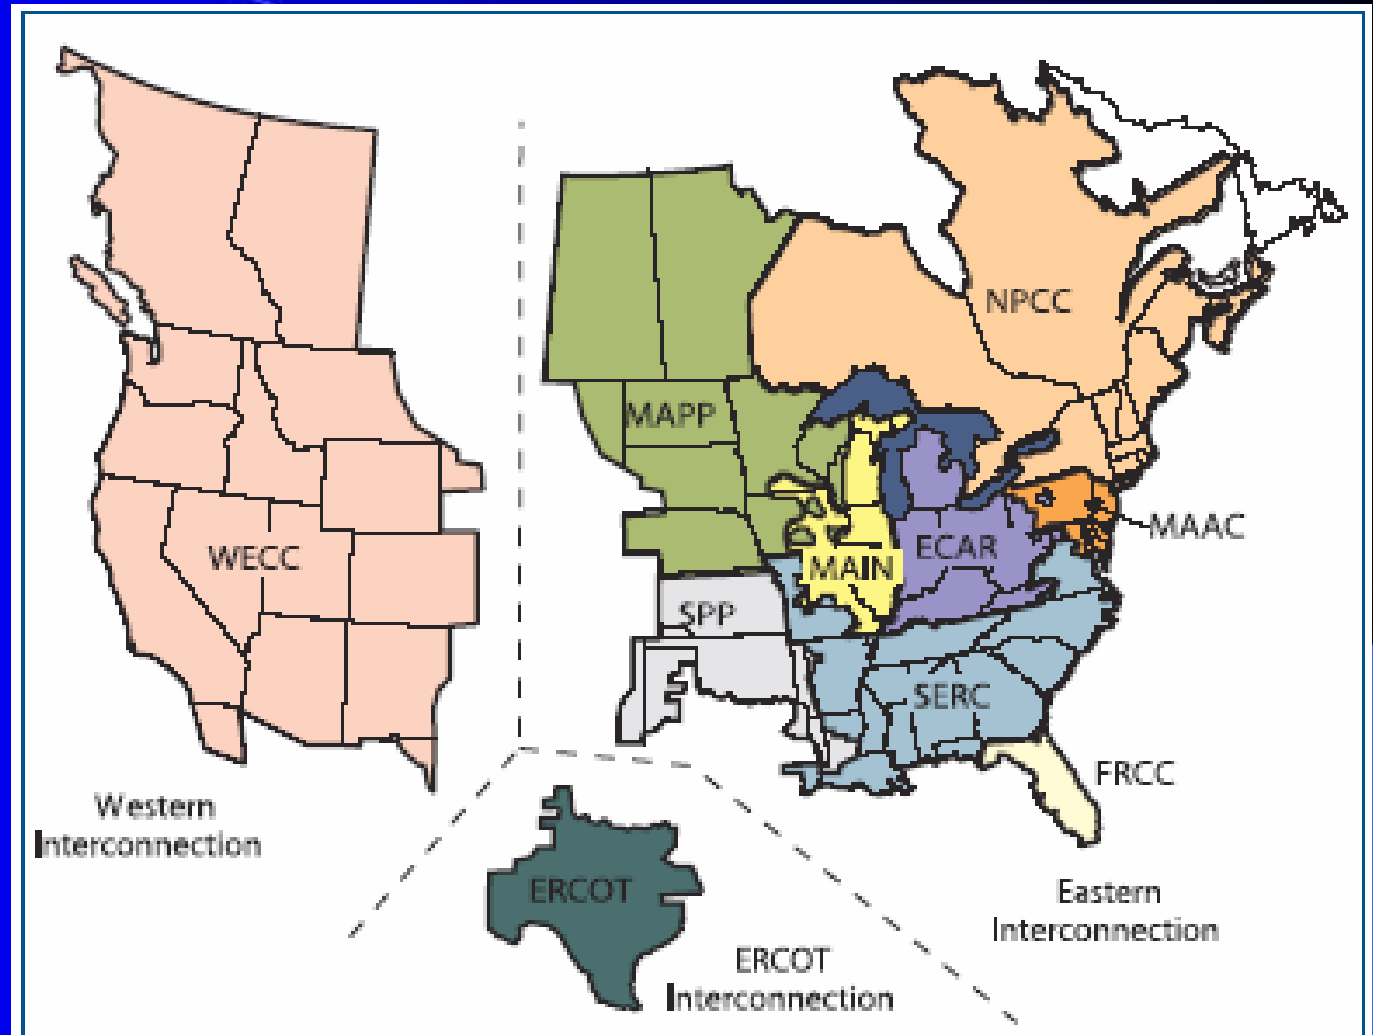 NPCC
MAPP
MAAC
WECC
ECAR
MAIN
SPP
SERC
FRCC
Western
Interconnection
ERCOT
Eastern
Interconnection
ERCOT
Interconnection